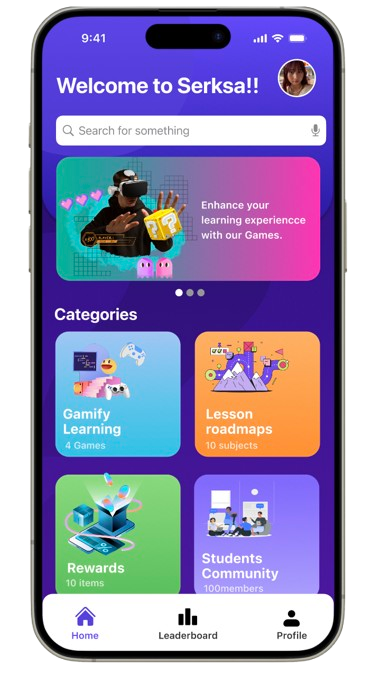 9:41
Welcome to Serksa!!
Search for something
Enhance your
learning experiencce
with our Games.
Categories
Gamify
Learning
4 Games
Lesson
roadmaps
10 subjects
Rewards
10 items
Students
Community
100members
Home
Leaderboard
Profile